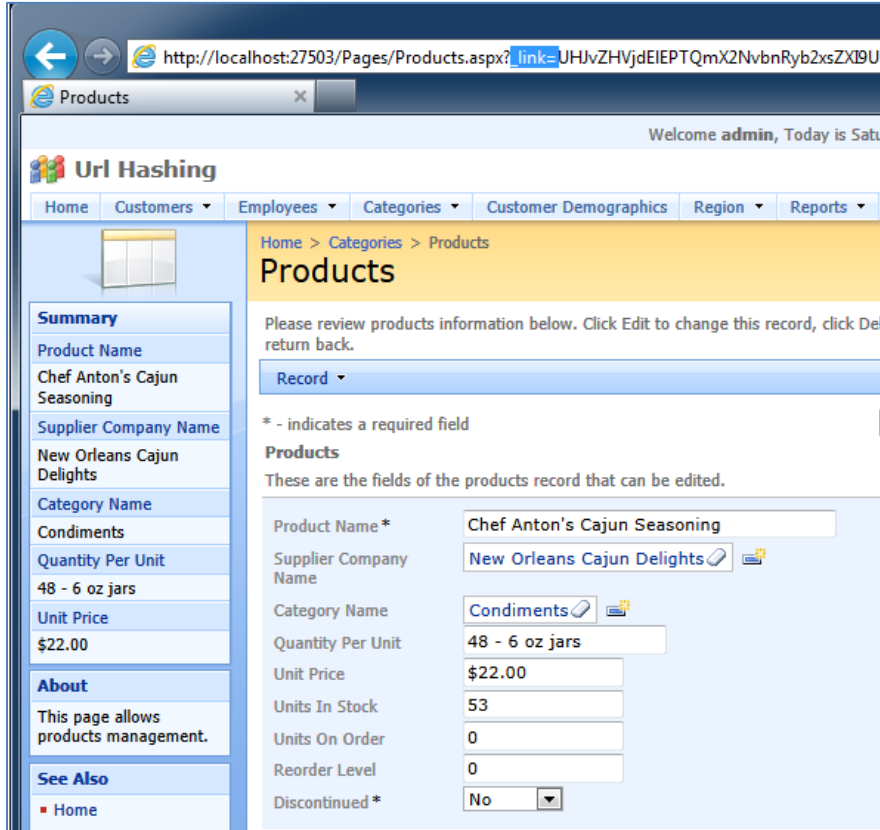 http://localhost:27503/Pages/Products.aspx?_link=UHJvZHVjdElEPTQmX2NvbnRyb2xsZXI9U
Products
Welcome admin, Today is Satu
Url Hashing
Home Customers Employees Categories Customer Demographics Region Reports
Home > Categories > Products
Products
Summary
Product Name
Chef Anton's Cajun
Seasoning
Supplier Company Name
New Orleans Cajun
Delights
Category Name
Condiments
Quantity Per Unit
48 - 6 oz jars
Unit Price
$22.00
About
This page allows
products management.
See Also
Home
Please review products information below. Click Edit to change this record, click De
return back.
Record
* - indicates a required field
Products
These are the fields of the products record that can be edited.
Product Name * Chef Anton's Cajun Seasoning
Supplier Company New Orleans Cajun Delights
Name
Category Name Condiments
Quantity Per Unit 48 - 6 oz jars
Unit Price $22.00
Units In Stock 53
Units On Order 0
Reorder Level 0
Discontinued * No